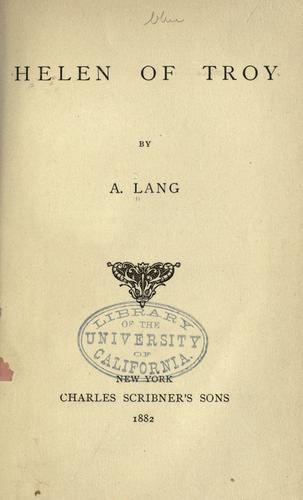 HELEN OF TROY
BY
A. LANG
LIBRARY
OF THE
UNIVERSITY
OF
CALIFORNIA.
NEW YORK
CHARLES SCRIBNER'S SONS
1882